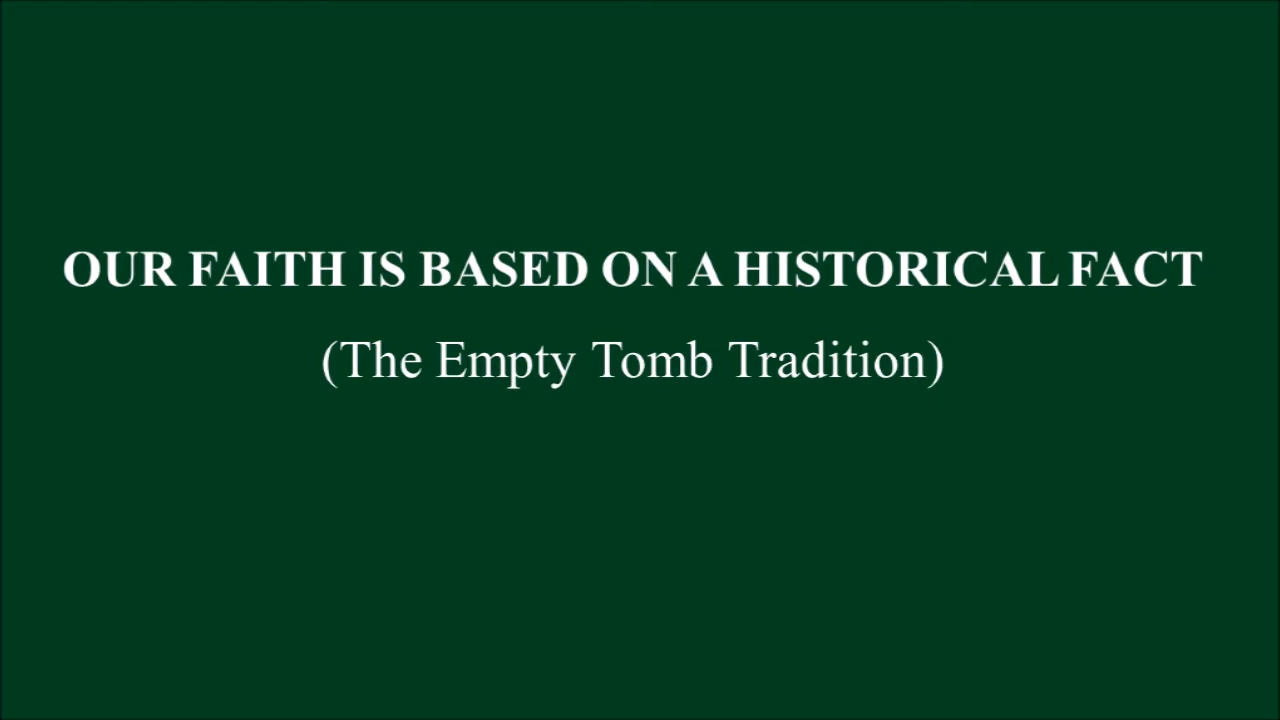 OUR FAITH IS BASED ON A HISTORICAL FACT
(The Empty Tomb Tradition)